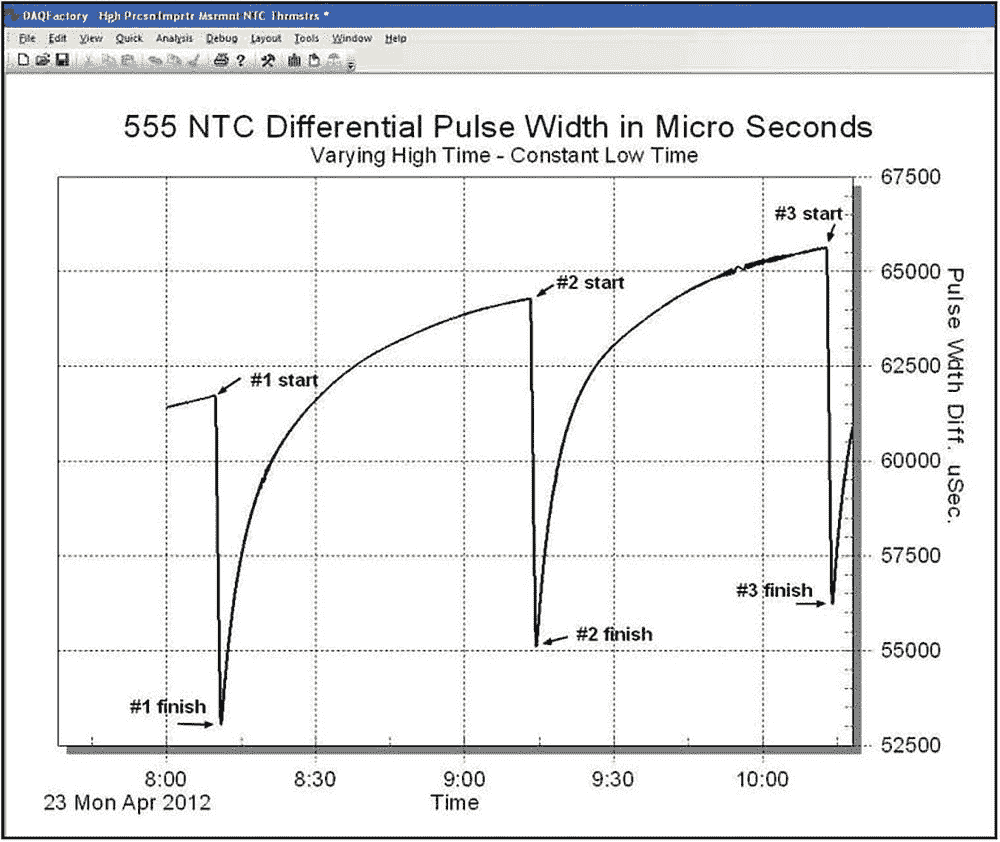 DAQFactory - Hgh Prcsn Imprtr Msrmnt NTC Thrmstrs *
File Edit View Quick Analysis Debug Layout Tools Window Help
555 NTC Differential Pulse Width in Micro Seconds
Varying High Time - Constant Low Time
67500
#3 start
65000
#2 start
#1 start
62500
60000
Pulse Wdth Diff. uSec.
57500
#3 finish
#2 finish
55000
#1 finish
52500
8:00 8:30 9:00 9:30 10:00
23 Mon Apr 2012 Time